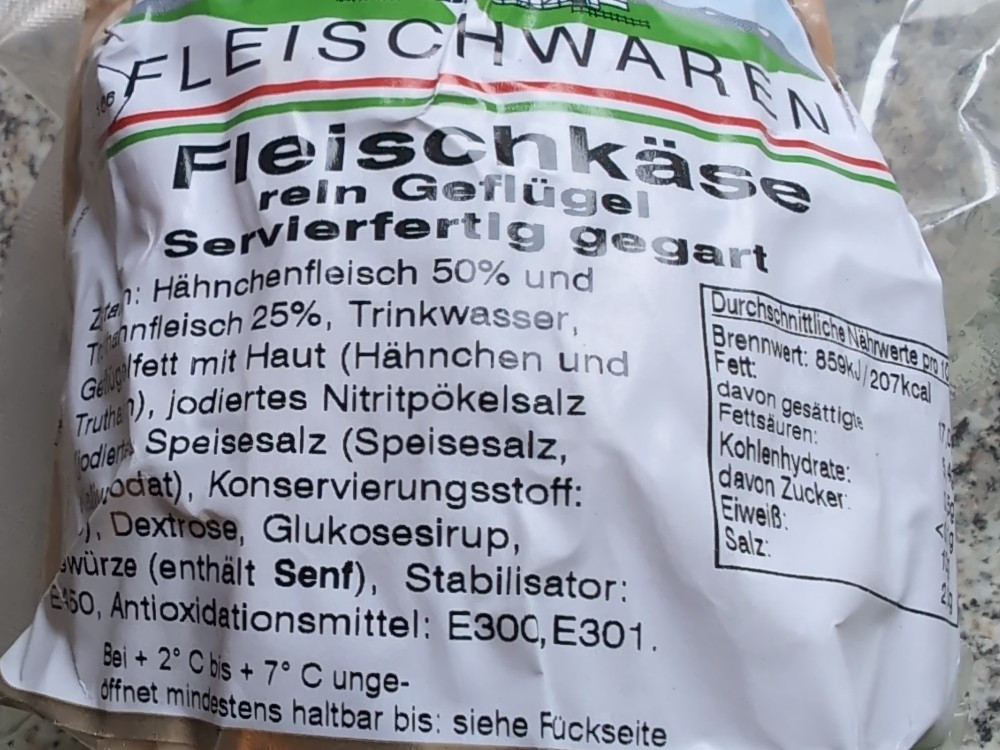 FLEISCHWAREN
Fleischkäse
rein Geflügel
Servierfertig gegart
Hähnchenfleisch 50% und
25%, Trinkwasser,
mit Haut (Hähnchen und
jodiertes Nitritpökelsalz
Speisesalz (Speisesalz,
Konservierungsstoff:
Dextrose, Glukosesirup,
(enthält Senf), Stabilisator:
E450, Antioxidationsmittel: E300, E301.
Bei + 2° C bis + 7° C unge-
öffnet mindestens haltbar bis: siehe Rückseite
Durchschnittliche Nährwerte pro
Brennwert: 859kJ/207kcal
Fett:
davon gesättigte
Fettsäuren:
Kohlenhydrate:
davon Zucker:
Eiweiß:
Salz: